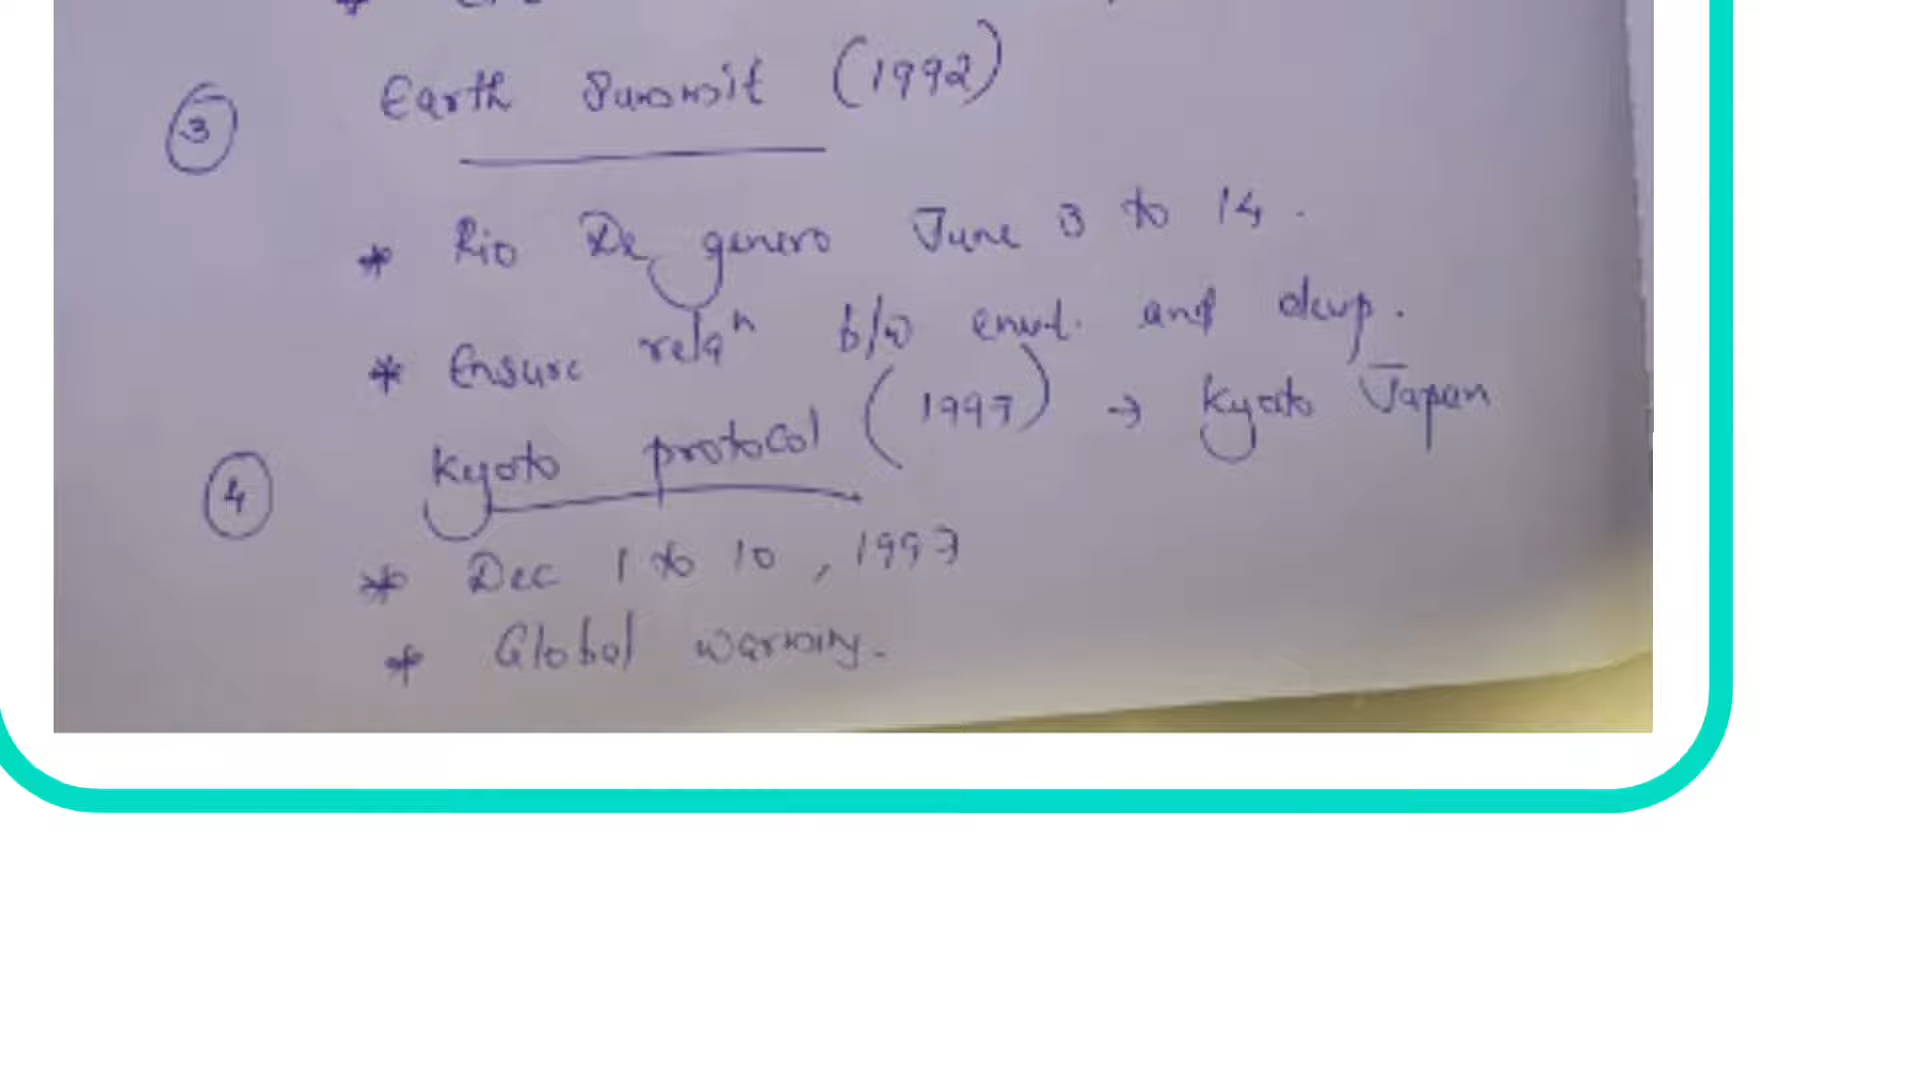 ③ Earth Summit (1992)
* Rio De genero June 3 to 14.
* Ensure relaⁿ b/w envt. and devp.
④ Kyoto protocol (1997) → Kyoto Japan
* Dec 1 to 10, 1997
* Global warming.